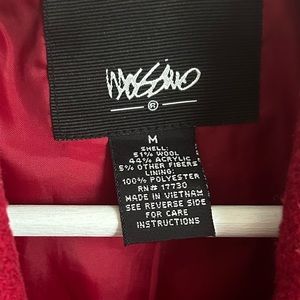 Mossimo
®
M
SHELL:
51% WOOL
44% ACRYLIC
5% OTHER FIBERS
LINING:
100% POLYESTER
RN# 17730
MADE IN VIETNAM
SEE REVERSE SIDE
FOR CARE
INSTRUCTIONS